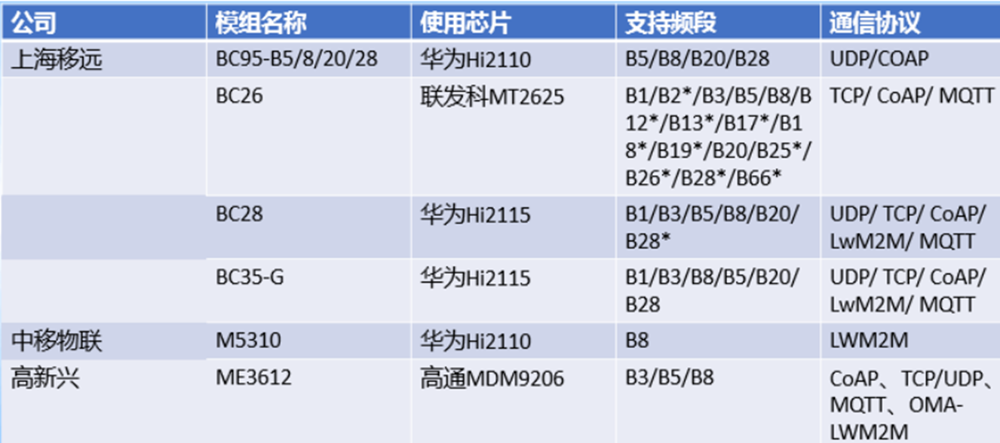 公司 模组名称 使用芯片 支持频段 通信协议
上海移远 BC95-B5/8/20/28 华为Hi2110 B5/B8/B20/B28 UDP/COAP
BC26 联发科MT2625 B1/B2*/B3/B5/B8/B TCP/ CoAP/ MQTT
12*/B13*/B17*/B1
8*/B19*/B20/B25*/
B26*/B28*/B66*
BC28 华为Hi2115 B1/B3/B5/B8/B20/ UDP/ TCP/ CoAP/
B28* LwM2M/ MQTT
BC35-G 华为Hi2115 B1/B3/B8/B5/B20/ UDP/ TCP/ CoAP/
B28 LwM2M/ MQTT
中移物联 M5310 华为Hi2110 B8 LWM2M
高新兴 ME3612 高通MDM9206 B3/B5/B8 CoAP、TCP/UDP、
MQTT、OMA-
LWM2M